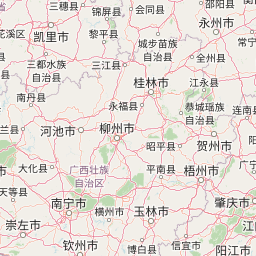 三穗县
锦屏县
会同县
邵阳县
永州市
凯里市
黎平县
城步苗族
自治县
全州县
三都水族
自治县
三江县
桂林市
江永县
南丹县
永福县
恭城瑶族
自治县
河池市
柳州市
昭平县
贺州市
大化县
广西壮族
自治区
平南县
梧州市
天等县
南宁市
横州市
玉林市
肇庆市
崇左市
钦州市
博白县
信宜市
阳江市